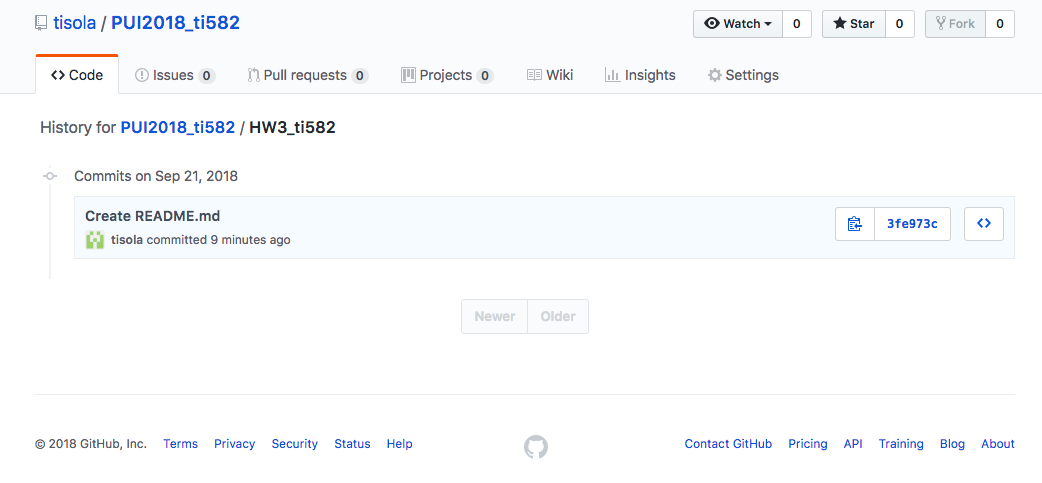 tisola / PUI2018_ti582
Watch 0 Star 0 Fork 0
Code Issues 0 Pull requests 0 Projects 0 Wiki Insights Settings
History for PUI2018_ti582 / HW3_ti582
Commits on Sep 21, 2018
Create README.md
tisola committed 9 minutes ago
3fe973c
Newer Older
© 2018 GitHub, Inc. Terms Privacy Security Status Help Contact GitHub Pricing API Training Blog About